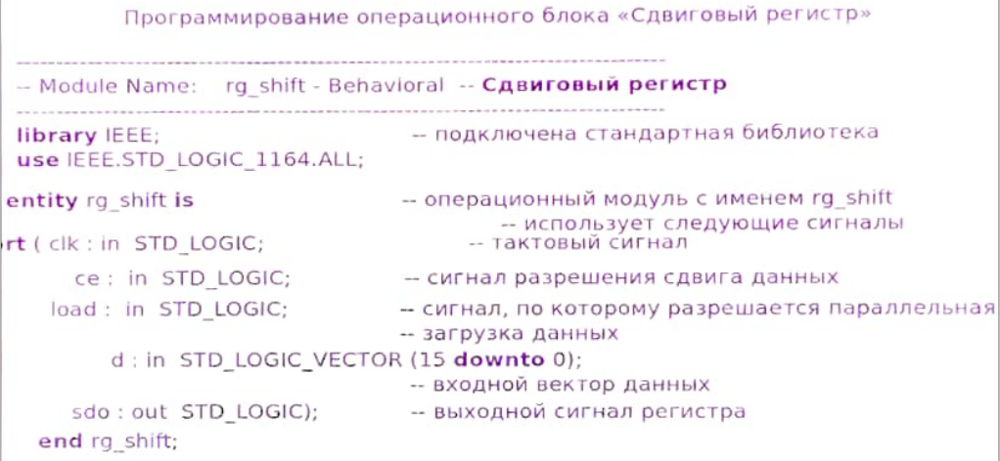 Программирование операционного блока «Сдвиговый регистр»
-- Module Name: rg_shift - Behavioral -- Сдвиговый регистр
library IEEE; -- подключена стандартная библиотека
use IEEE.STD_LOGIC_1164.ALL;
entity rg_shift is -- операционный модуль с именем rg_shift
-- использует следующие сигналы
rt ( clk : in STD_LOGIC; -- тактовый сигнал
ce : in STD_LOGIC; -- сигнал разрешения сдвига данных
load : in STD_LOGIC; -- сигнал, по которому разрешается параллельная
-- загрузка данных
d : in STD_LOGIC_VECTOR (15 downto 0);
-- входной вектор данных
sdo : out STD_LOGIC); -- выходной сигнал регистра
end rg_shift;